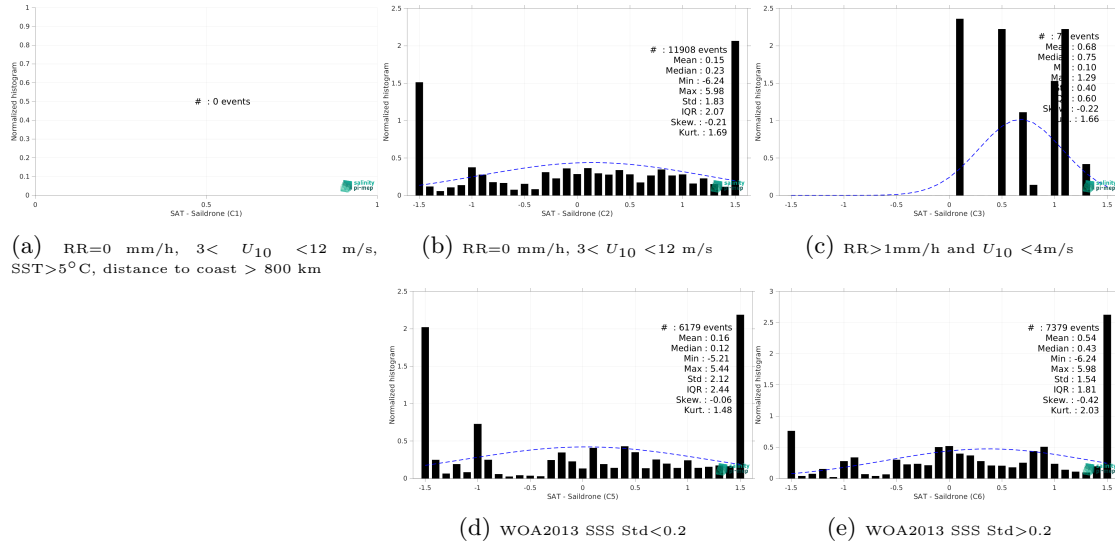 1
0.9
0.8
0.7
0.6
0.5
0.4
0.3
0.2
0.1
0
Normalized histogram
# : 0 events
0 0.5 1
SAT - Saildrone (C1)
salinity
(a) RR=0 mm/h, 3< U10 <12 m/s,
SST>5°C, distance to coast > 800 km
2.5
2
1.5
1
0.5
0
Normalized histogram
# : 11908 events
Mean : 0.15
Median : 0.23
Min : -6.24
Max : 5.98
Std : 1.83
IQR : 2.07
Skew. : -0.21
Kurt. : 1.69
-1.5 -1 -0.5 0 0.5 1 1.5
SAT - Saildrone (C2)
salinity
(b) RR=0 mm/h, 3< U10 <12 m/s
2.5
2
1.5
1
0.5
0
Normalized histogram
# : events
: 0.68
: 0.75
: 0.10
: 1.29
: 0.40
: 0.60
: -0.22
: 1.66
-1.5 -1 -0.5 0 0.5 1 1.5
SAT - Saildrone (C3)
salinity
(c) RR>1mm/h and U10 <4m/s
2.5
2
1.5
1
0.5
0
Normalized histogram
# : 6179 events
Mean : 0.16
Median : 0.12
Min : -5.21
Max : 5.44
Std : 2.12
IQR : 2.44
Skew. : -0.06
Kurt. : 1.48
-1.5 -1 -0.5 0 0.5 1 1.5
SAT - Saildrone (C5)
salinity
(d) WOA2013 SSS Std<0.2
3
2.5
2
1.5
1
0.5
0
Normalized histogram
# : 7379 events
Mean : 0.54
Median : 0.43
Min : -6.24
Max : 5.98
Std : 1.54
IQR : 1.81
Skew. : -0.42
Kurt. : 2.03
-1.5 -1 -0.5 0 0.5 1 1.5
SAT - Saildrone (C6)
salinity
(e) WOA2013 SSS Std>0.2